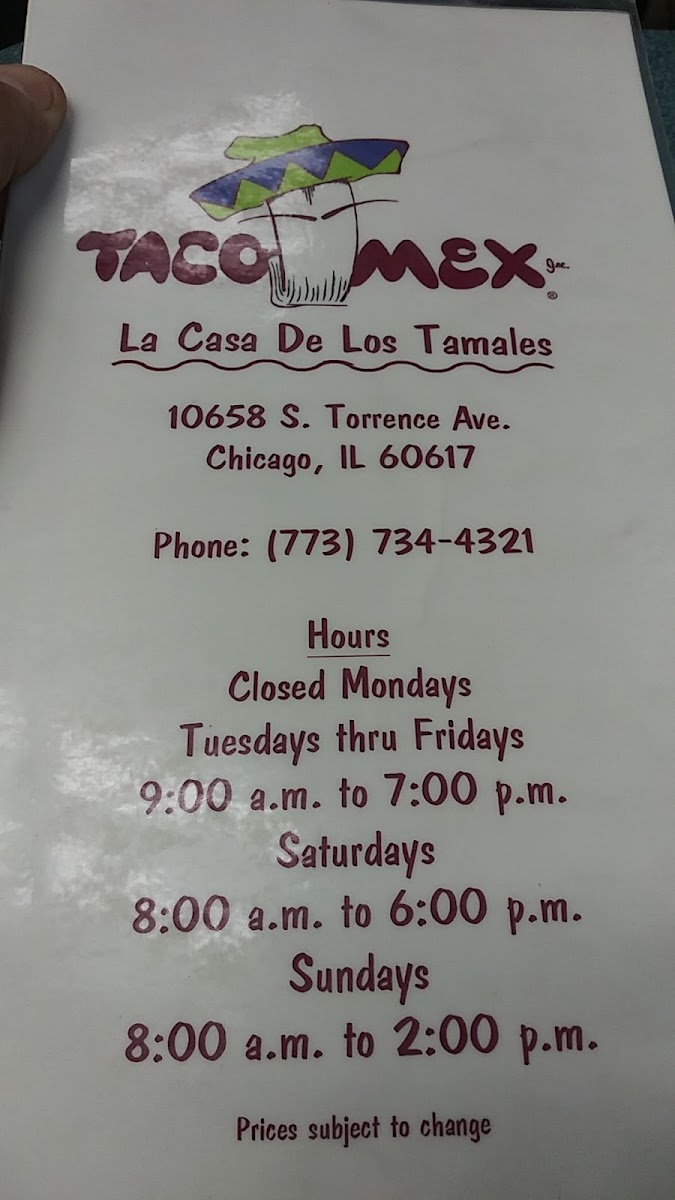 TACO MEX Inc.
®
La Casa De Los Tamales
10658 S. Torrence Ave.
Chicago, IL 60617
Phone: (773) 734-4321
Hours
Closed Mondays
Tuesdays thru Fridays
9:00 a.m. to 7:00 p.m.
Saturdays
8:00 a.m. to 6:00 p.m.
Sundays
8:00 a.m. to 2:00 p.m.
Prices subject to change